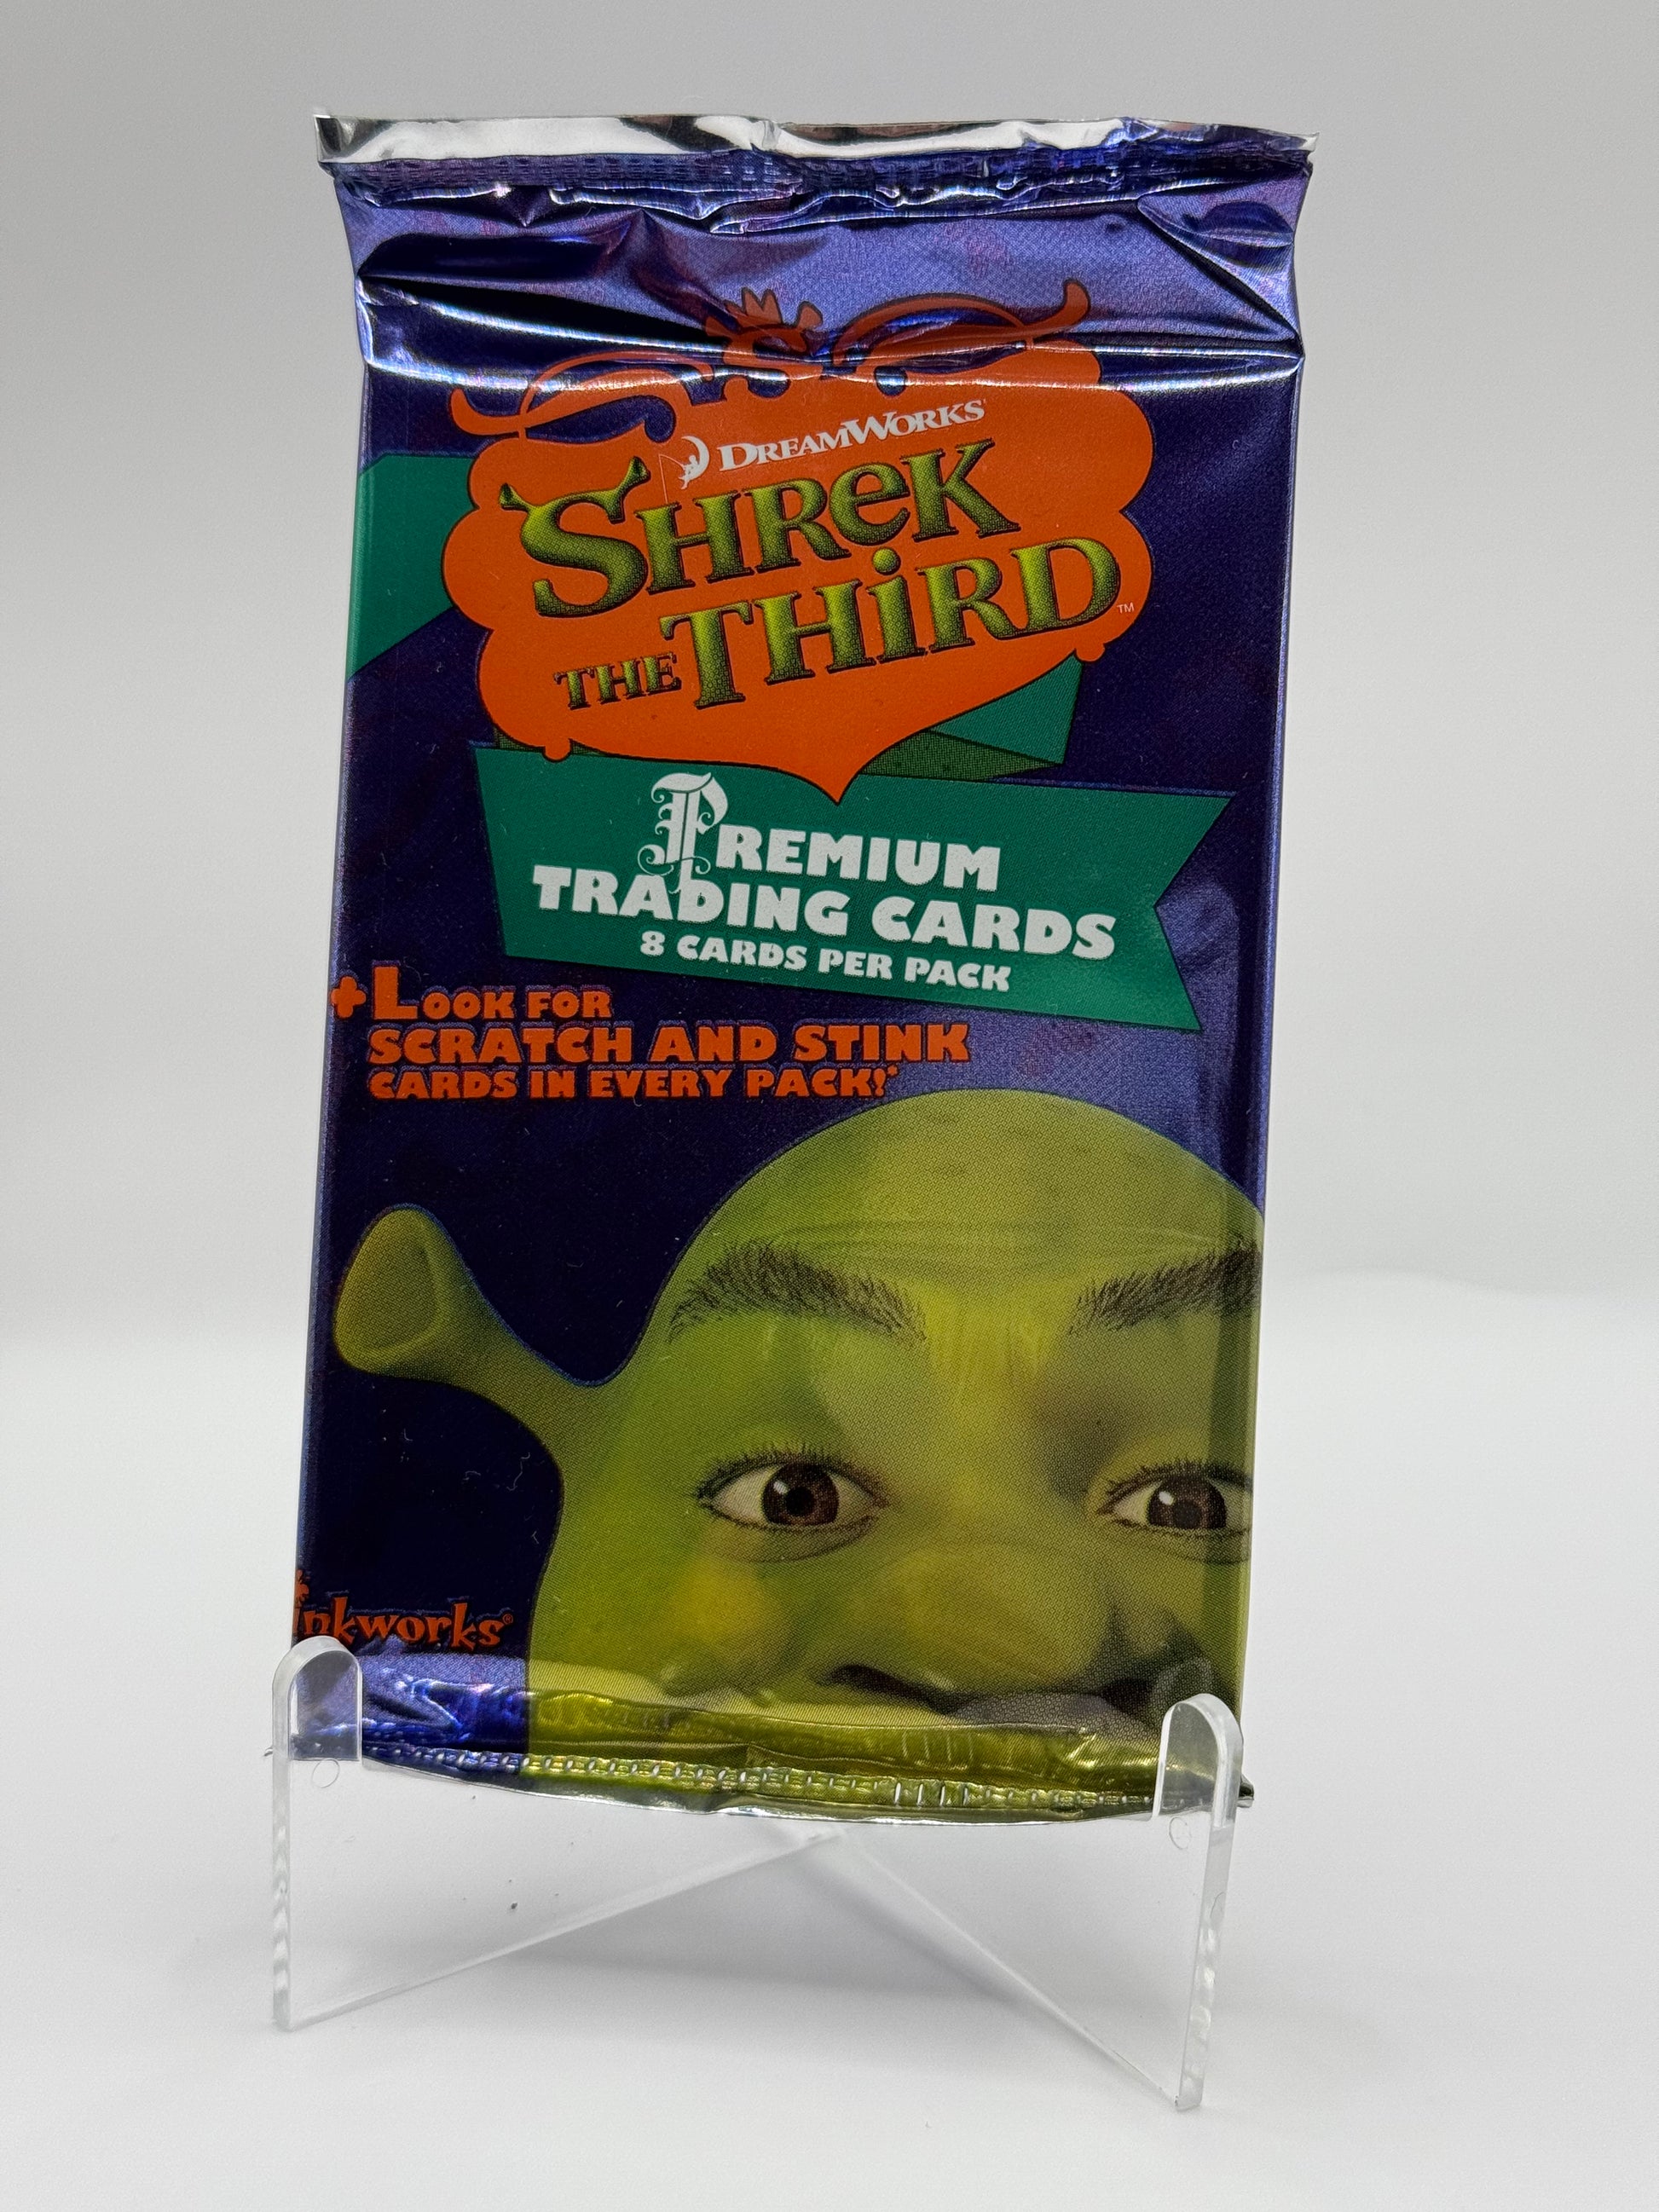 DREAMWORKS
SHREK
THE THIRD™
PREMIUM
TRADING CARDS
8 CARDS PER PACK
+LOOK FOR
SCRATCH AND STINK
CARDS IN EVERY PACK!*
inkworks®